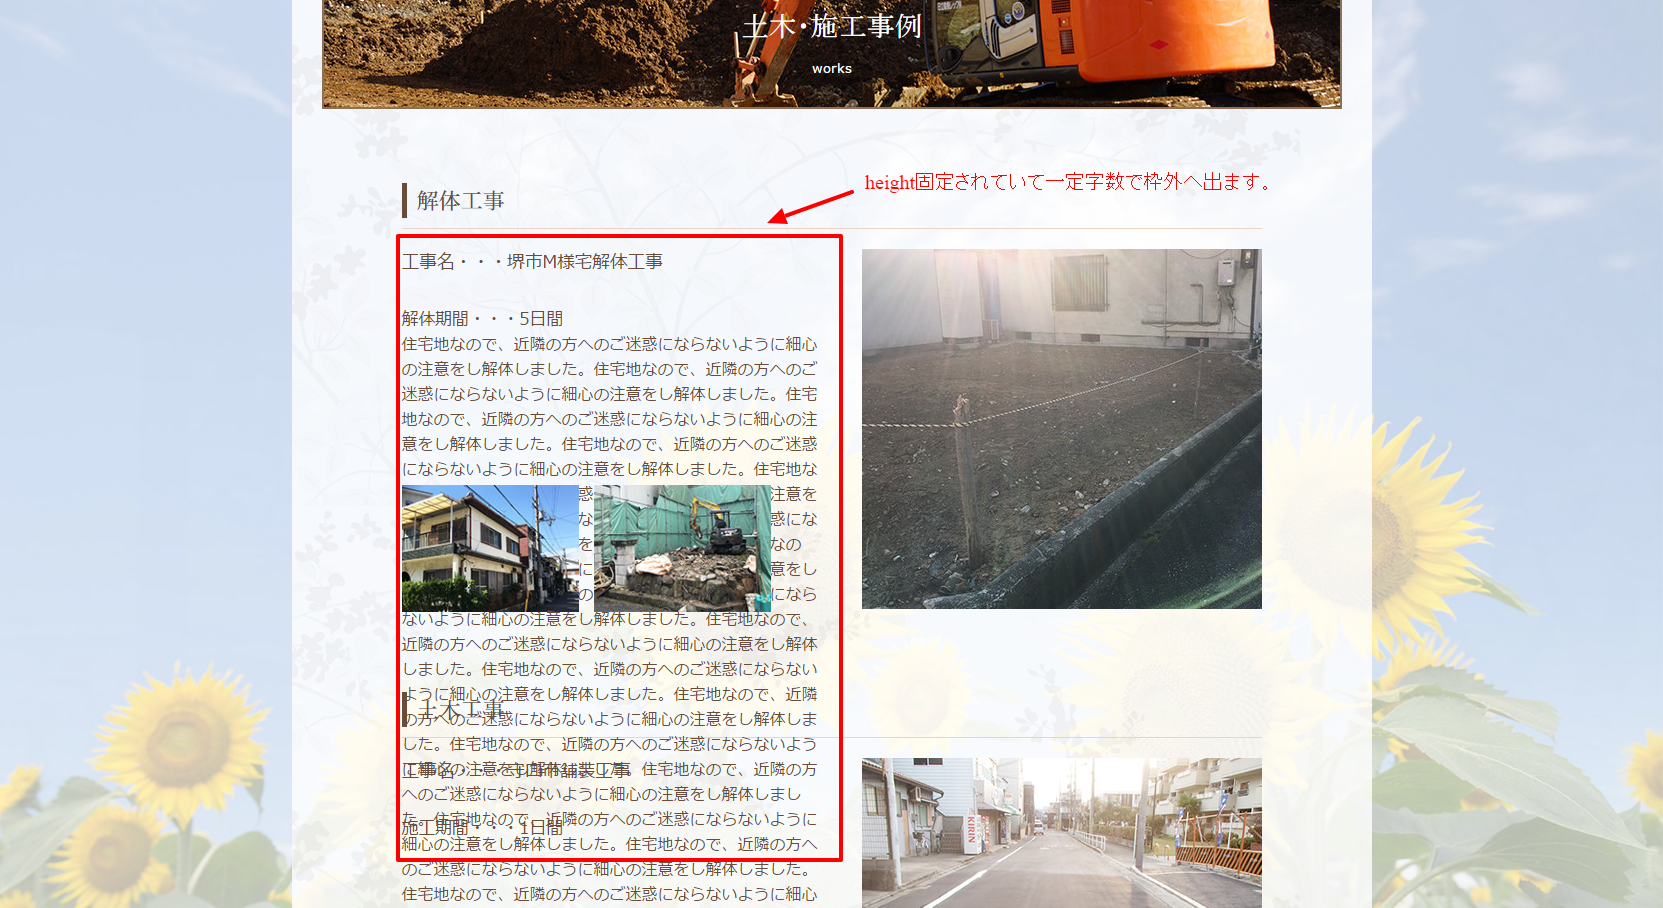 土木・施工事例
works
height固定されていて一定字数で枠外へ出ます。
解体工事
工事名・・・堺市M様宅解体工事
解体期間・・・5日間
住宅地なので、近隣の方へのご迷惑にならないように細心
の注意をし解体しました。住宅地なので、近隣の方へのご
迷惑にならないように細心の注意をし解体しました。住宅
地なので、近隣の方へのご迷惑にならないように細心の注
意をし解体しました。住宅地なので、近隣の方へのご迷惑
にならないように細心の注意をし解体しました。住宅地な
惑 注意を
な 惑にな
を なの
に 意をし
の になら
ないように細心の注意をし解体しました。住宅地なので、
近隣の方へのご迷惑にならないように細心の注意をし解体
しました。住宅地なので、近隣の方へのご迷惑にならない
ように細心の注意をし解体しました。住宅地なので、近隣
土木工事
の方へのご迷惑にならないように細心の注意をし解体しま
した。住宅地なので、近隣の方へのご迷惑にならないよう
に細心の注意をし解体しました。住宅地なので、近隣の方
工事名・・・守口市舗装工事
へのご迷惑にならないように細心の注意をし解体しまし
た。住宅地なので、近隣の方へのご迷惑にならないように
施工期間・・・1日間
細心の注意をし解体しました。住宅地なので、近隣の方へ
のご迷惑にならないように細心の注意をし解体しました。
住宅地なので、近隣の方へのご迷惑にならないように細心
KIRIN